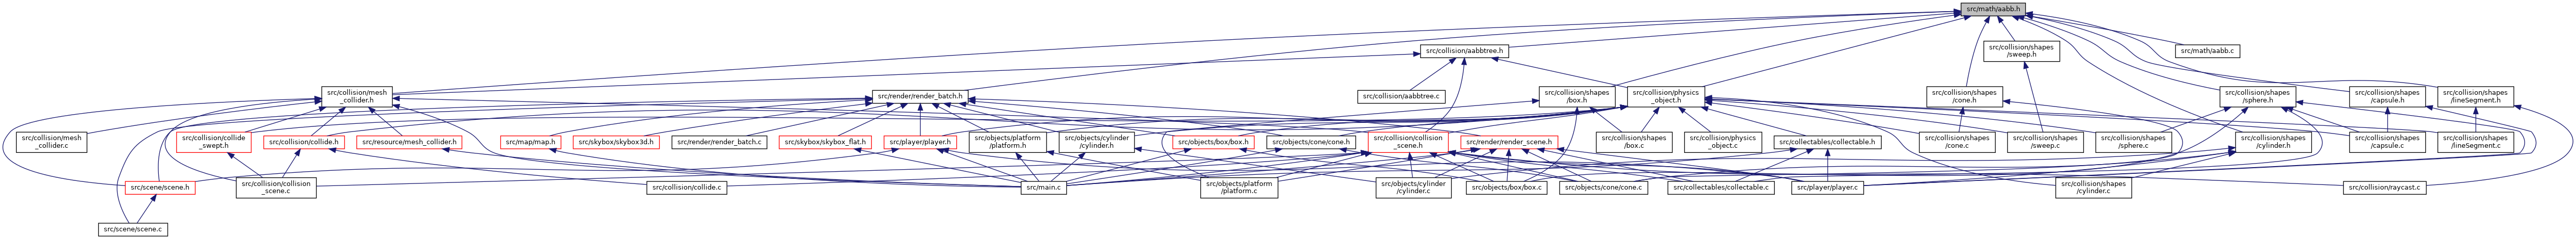 src/math/aabb.h
src/collision/aabbtree.h
src/collision/shapes
/sweep.h
src/math/aabb.c
src/collision/mesh
_collider.h
src/render/render_batch.h
src/collision/aabbtree.c
src/collision/shapes
/box.h
src/collision/physics
_object.h
src/collision/shapes
/cone.h
src/collision/shapes
/sphere.h
src/collision/shapes
/capsule.h
src/collision/shapes
/lineSegment.h
src/collision/mesh
_collider.c
src/collision/collide
_swept.h
src/collision/collide.h
src/resource/mesh_collider.h
src/map/map.h
src/skybox/skybox3d.h
src/render/render_batch.c
src/skybox/skybox_flat.h
src/player/player.h
src/objects/platform
/platform.h
src/objects/cylinder
/cylinder.h
src/objects/box/box.h
src/objects/cone/cone.h
src/collision/collision
_scene.h
src/render/render_scene.h
src/collision/shapes
/box.c
src/collision/physics
_object.c
src/collectables/collectable.h
src/collision/shapes
/cone.c
src/collision/shapes
/sweep.c
src/collision/shapes
/sphere.c
src/collision/shapes
/cylinder.h
src/collision/shapes
/capsule.c
src/collision/shapes
/lineSegment.c
src/scene/scene.h
src/collision/collision
_scene.c
src/collision/collide.c
src/main.c
src/objects/platform
/platform.c
src/objects/cylinder
/cylinder.c
src/objects/box/box.c
src/objects/cone/cone.c
src/collectables/collectable.c
src/player/player.c
src/collision/shapes
/cylinder.c
src/collision/raycast.c
src/scene/scene.c